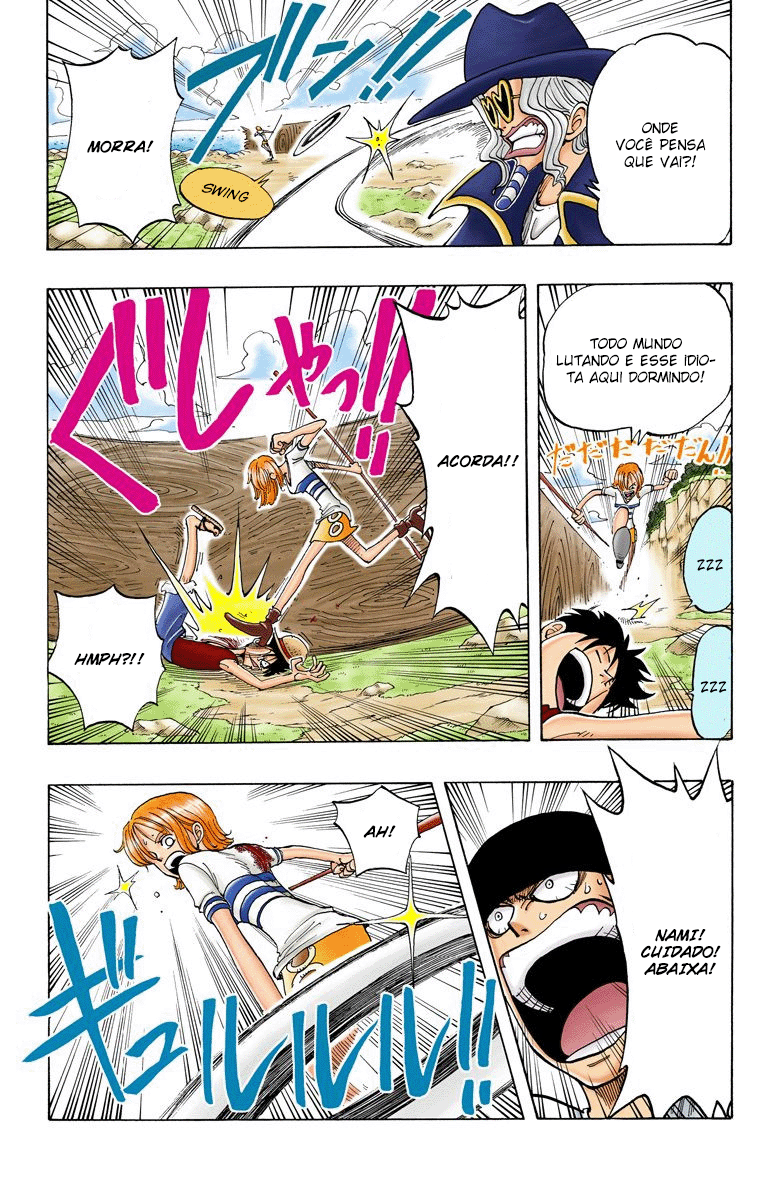 ブン!!
ONDE
VOCÊ PENSA
QUE VAI?!
MORRA!
SWING
TODO MUNDO
LUTANDO E ESSE IDIO-
TA AQUI DORMINDO!
だだだだだん!!
ZZZ
ZZZ
ぐしゃっ!!
ACORDA!!
8
HMPH?!!
AH!
ギュルルルル!!
NAMI!
CUIDADO!
ABAIXA!